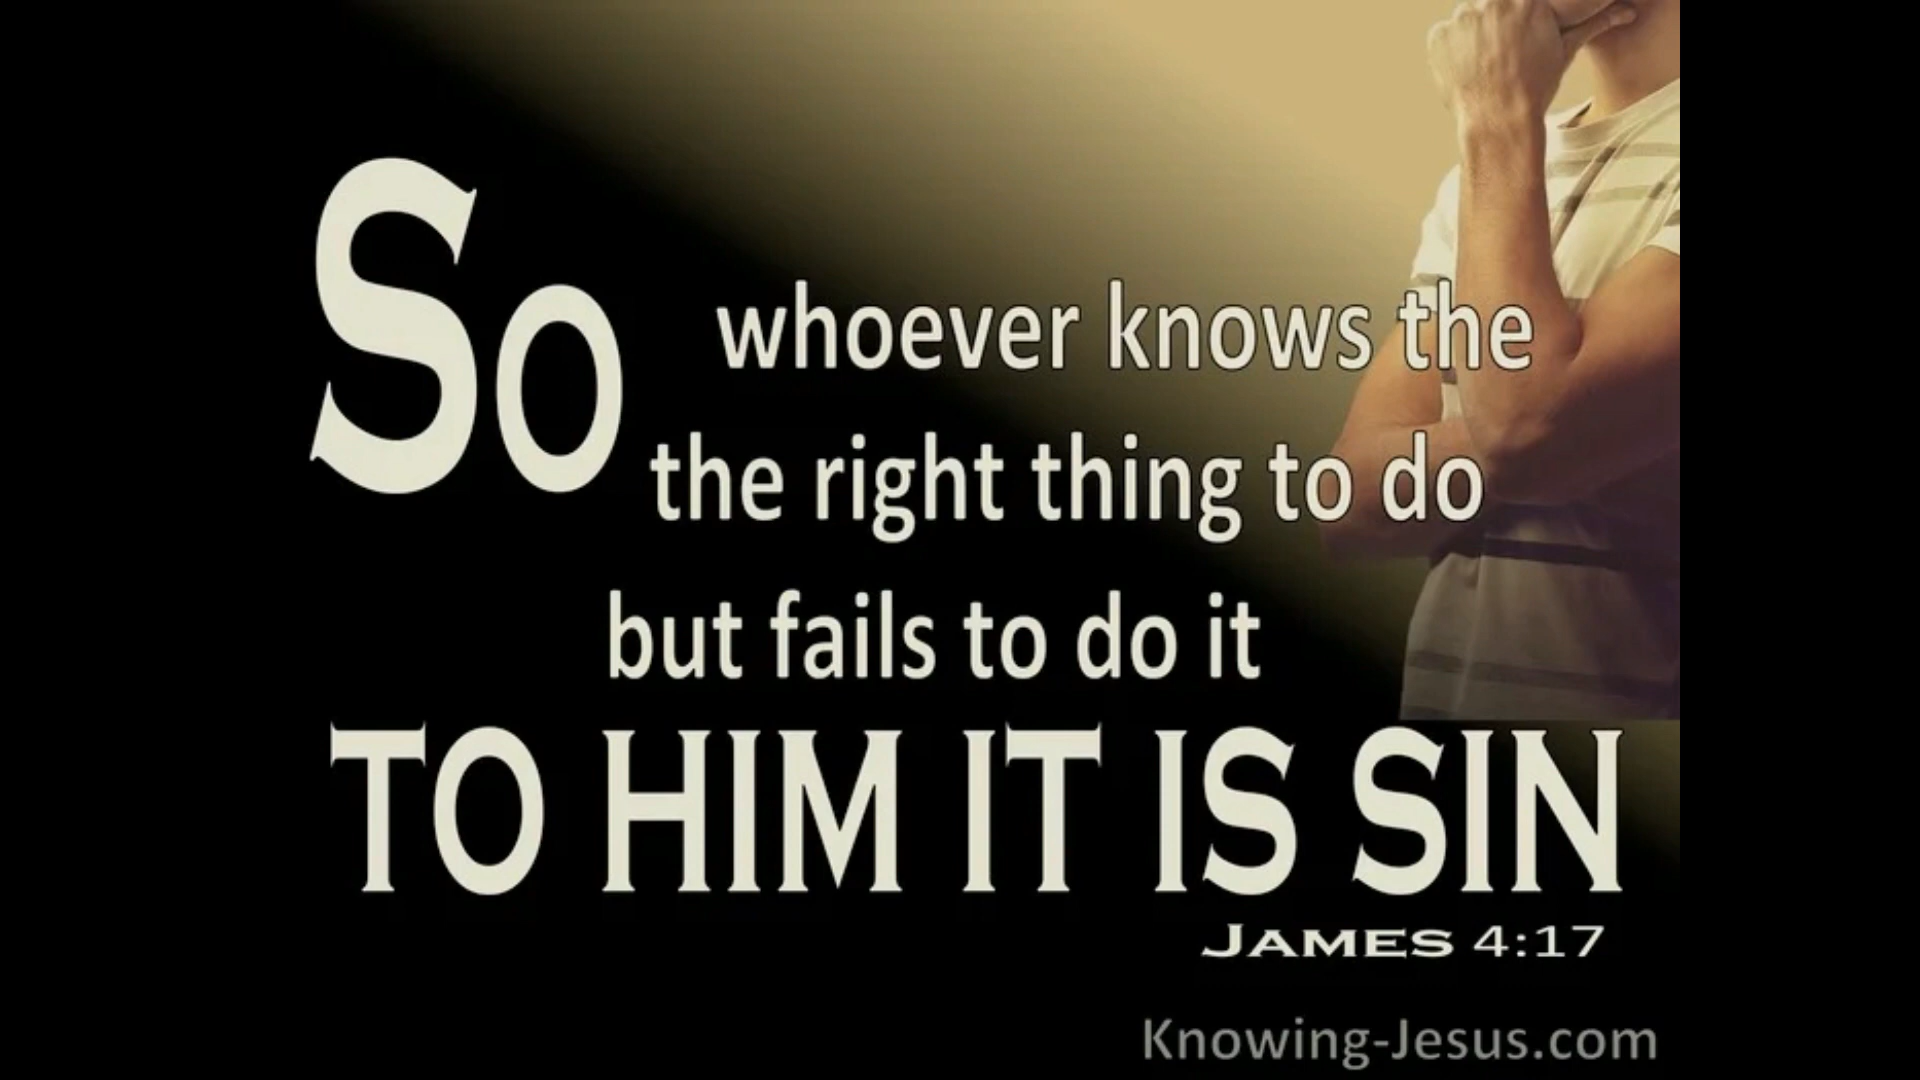 So whoever knows the
the right thing to do
but fails to do it
TO HIM IT IS SIN
JAMES 4:17
Knowing-Jesus.com